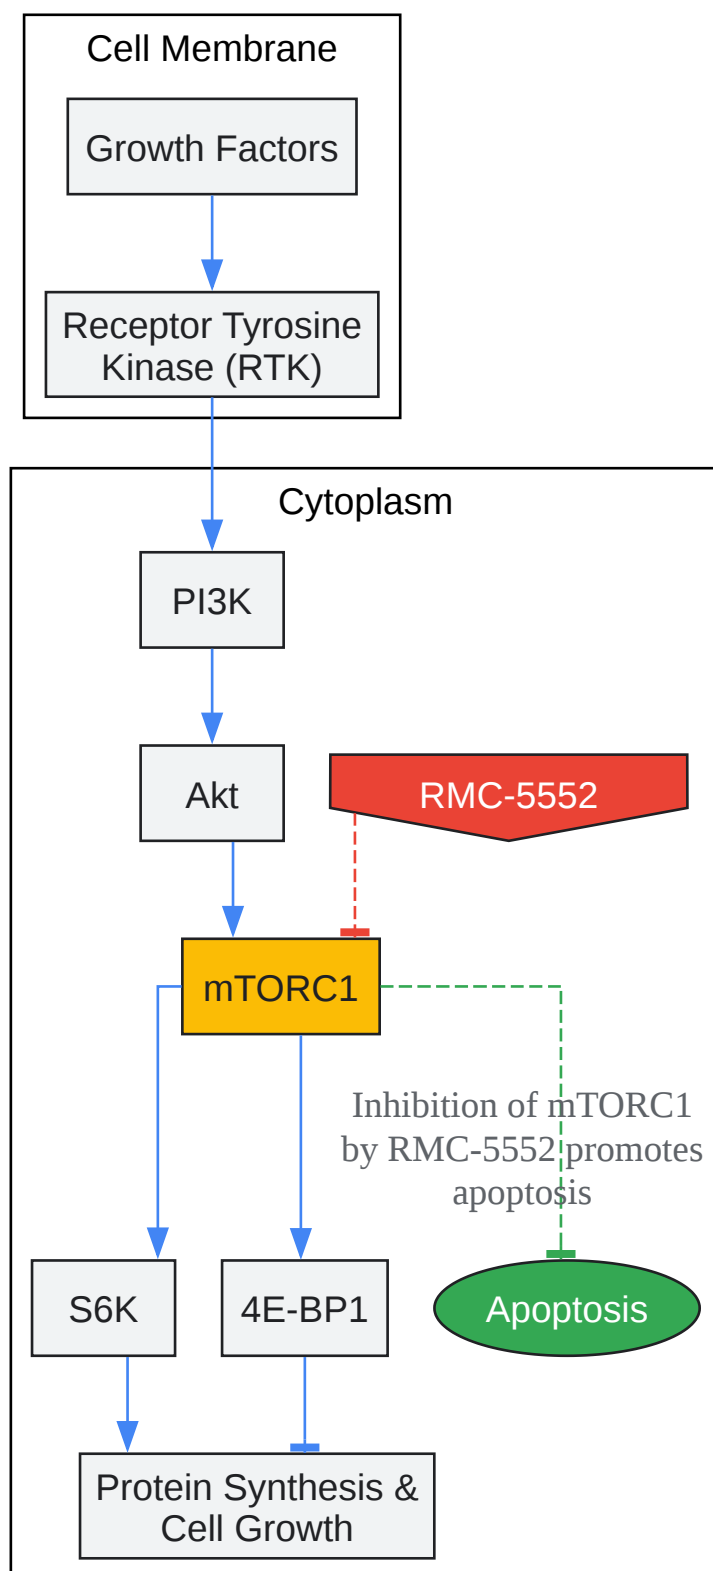 Cell Membrane
Growth Factors
Receptor Tyrosine
Kinase (RTK)
Cytoplasm
PI3K
Akt
RMC-5552
mTORC1
Inhibition of mTORC1
by RMC-5552 promotes
apoptosis
S6K
4E-BP1
Apoptosis
Protein Synthesis &
Cell Growth